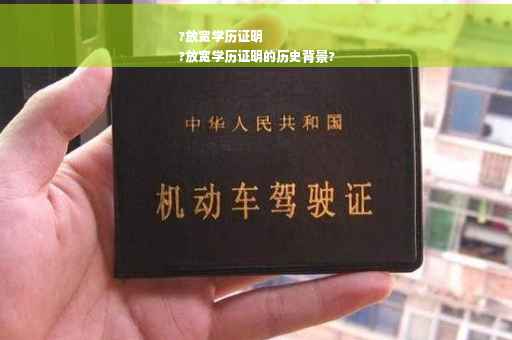 ?放宽学历证明
?放宽学历证明的历史背景?
中华人民共和国
机动车驾驶证